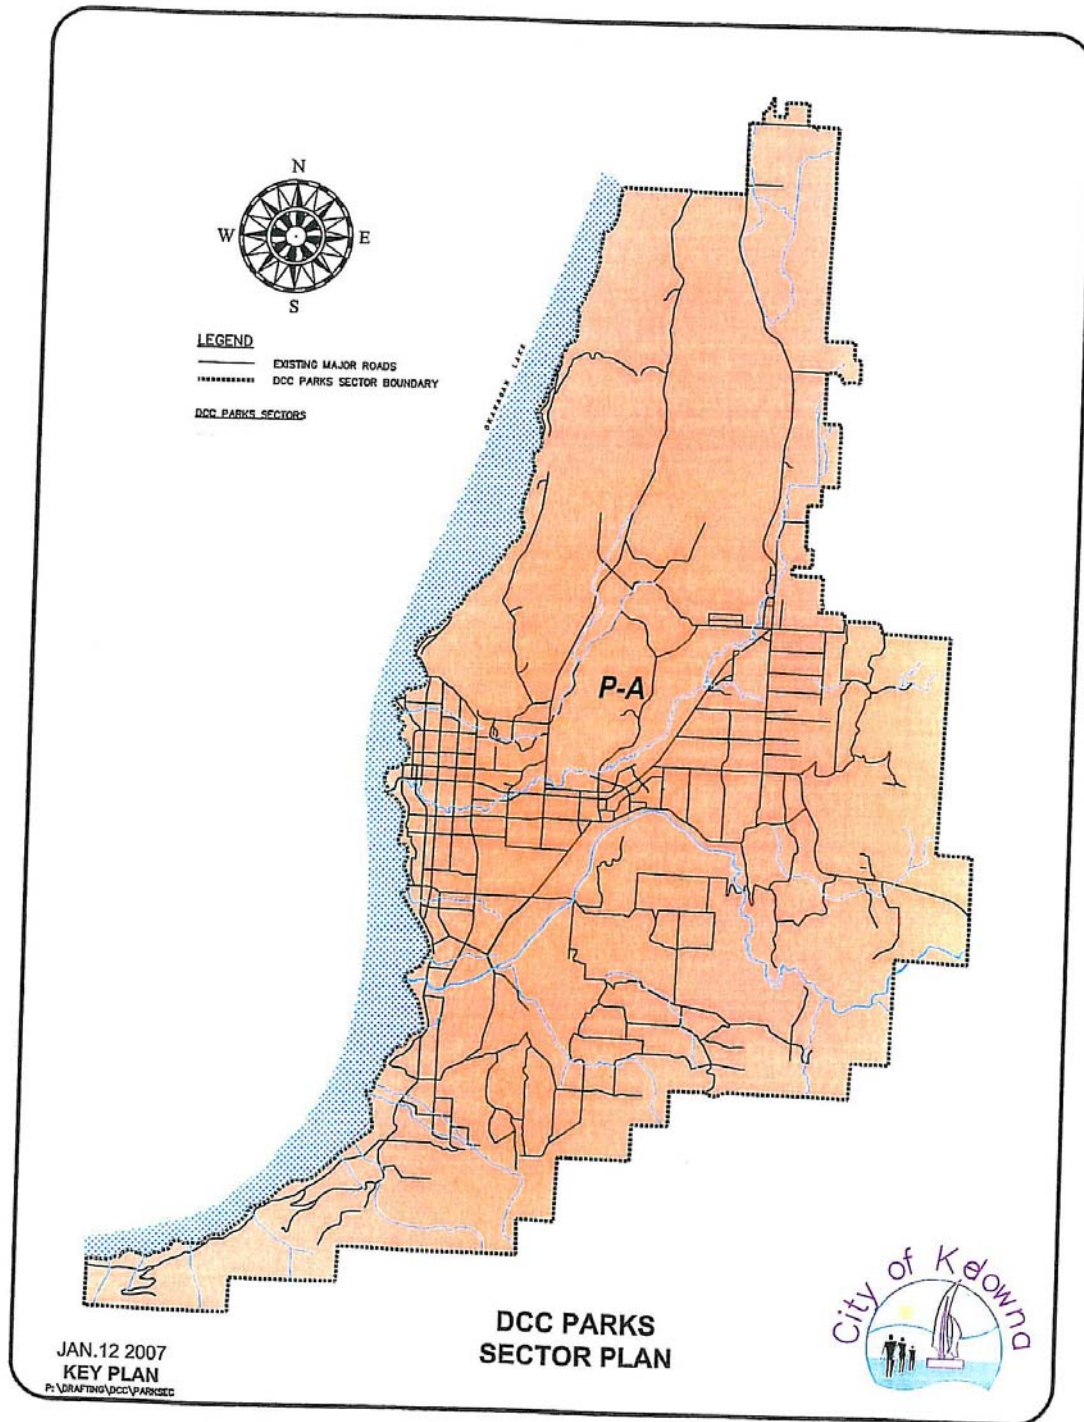 N
W
E
S
LEGEND
EXISTING MAJOR ROADS
DCC PARKS SECTOR BOUNDARY
DCC PARKS SECTORS
OKANAGAN LAKE
P-A
City of Kelowna
DCC PARKS
SECTOR PLAN
JAN.12 2007
KEY PLAN
P:\DRAFTING\DCC\PARKSEC